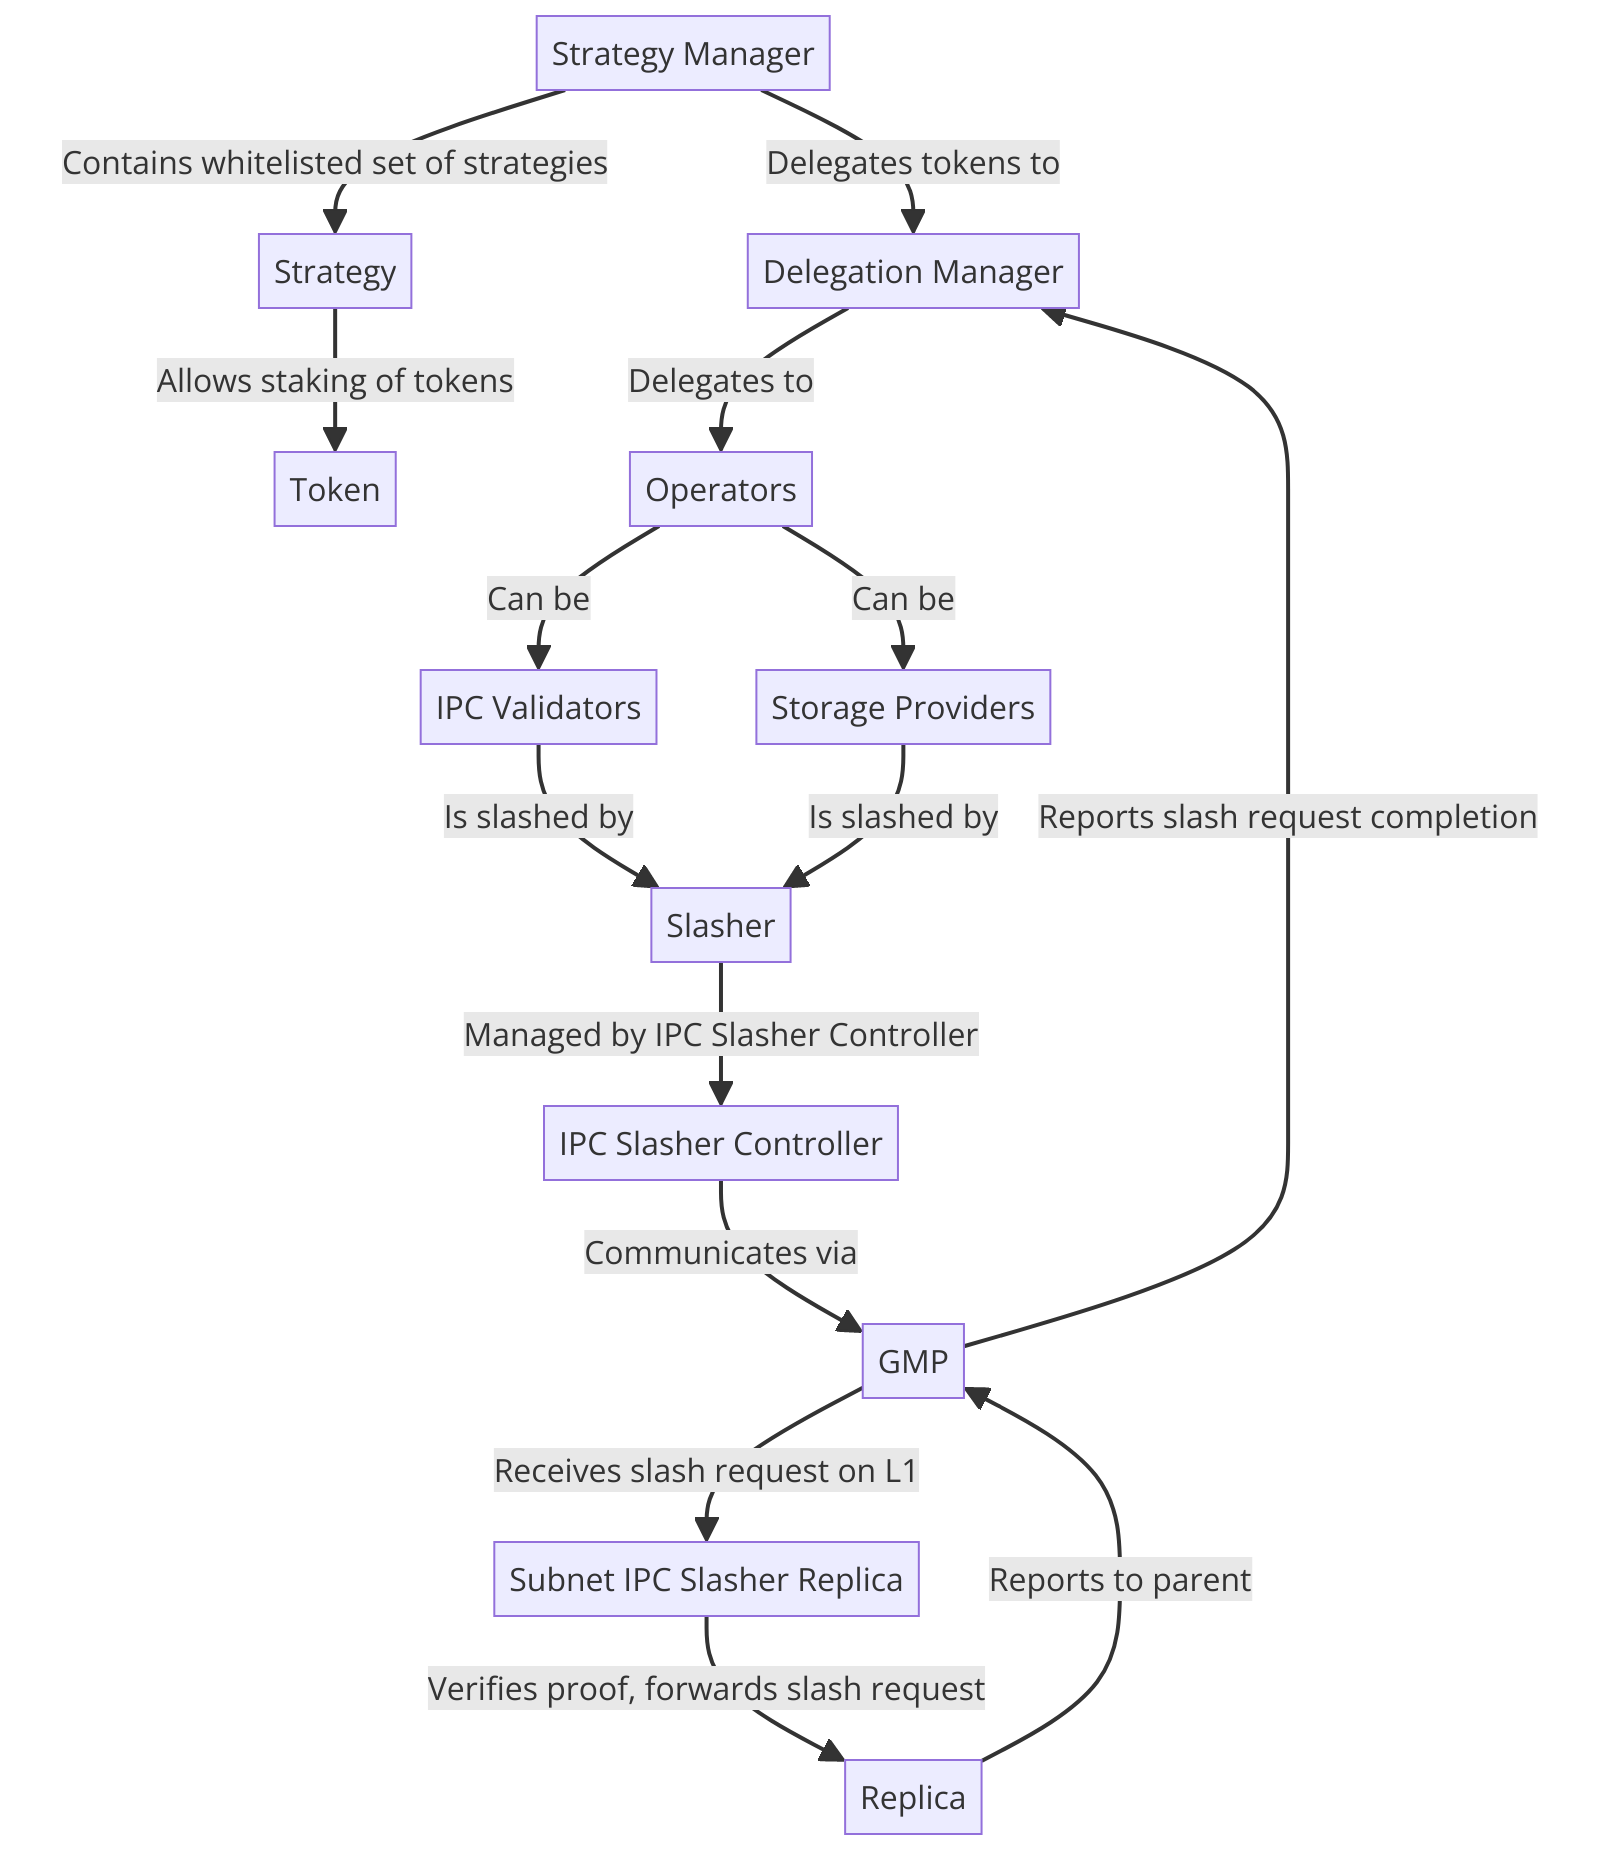 Strategy Manager
Contains whitelisted set of strategies
Delegates tokens to
Strategy
Delegation Manager
Allows staking of tokens
Delegates to
Token
Operators
Can be
Can be
IPC Validators
Storage Providers
Is slashed by
Is slashed by
Reports slash request completion
Slasher
Managed by IPC Slasher Controller
IPC Slasher Controller
Communicates via
GMP
Receives slash request on L1
Subnet IPC Slasher Replica
Reports to parent
Verifies proof, forwards slash request
Replica